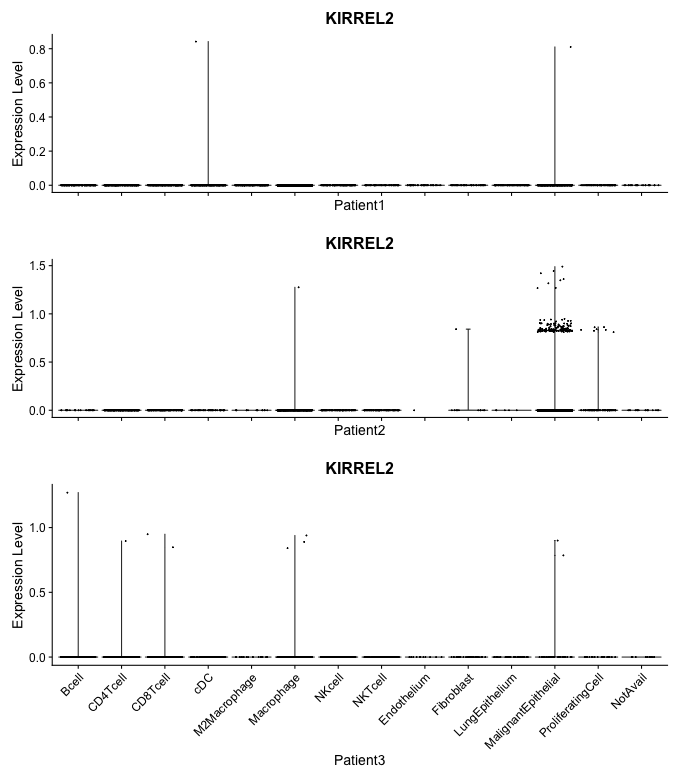 KIRREL2
Expression Level
0.8
0.6
0.4
0.2
0.0
Patient1
KIRREL2
Expression Level
1.5
1.0
0.5
0.0
Patient2
KIRREL2
Expression Level
1.0
0.5
0.0
Bcell
CD4Tcell
CD8Tcell
cDC
M2Macrophage
Macrophage
NKcell
NKTcell
Endothelium
Fibroblast
LungEpithelium
MalignantEpithelial
ProliferatingCell
NotAvail
Patient3